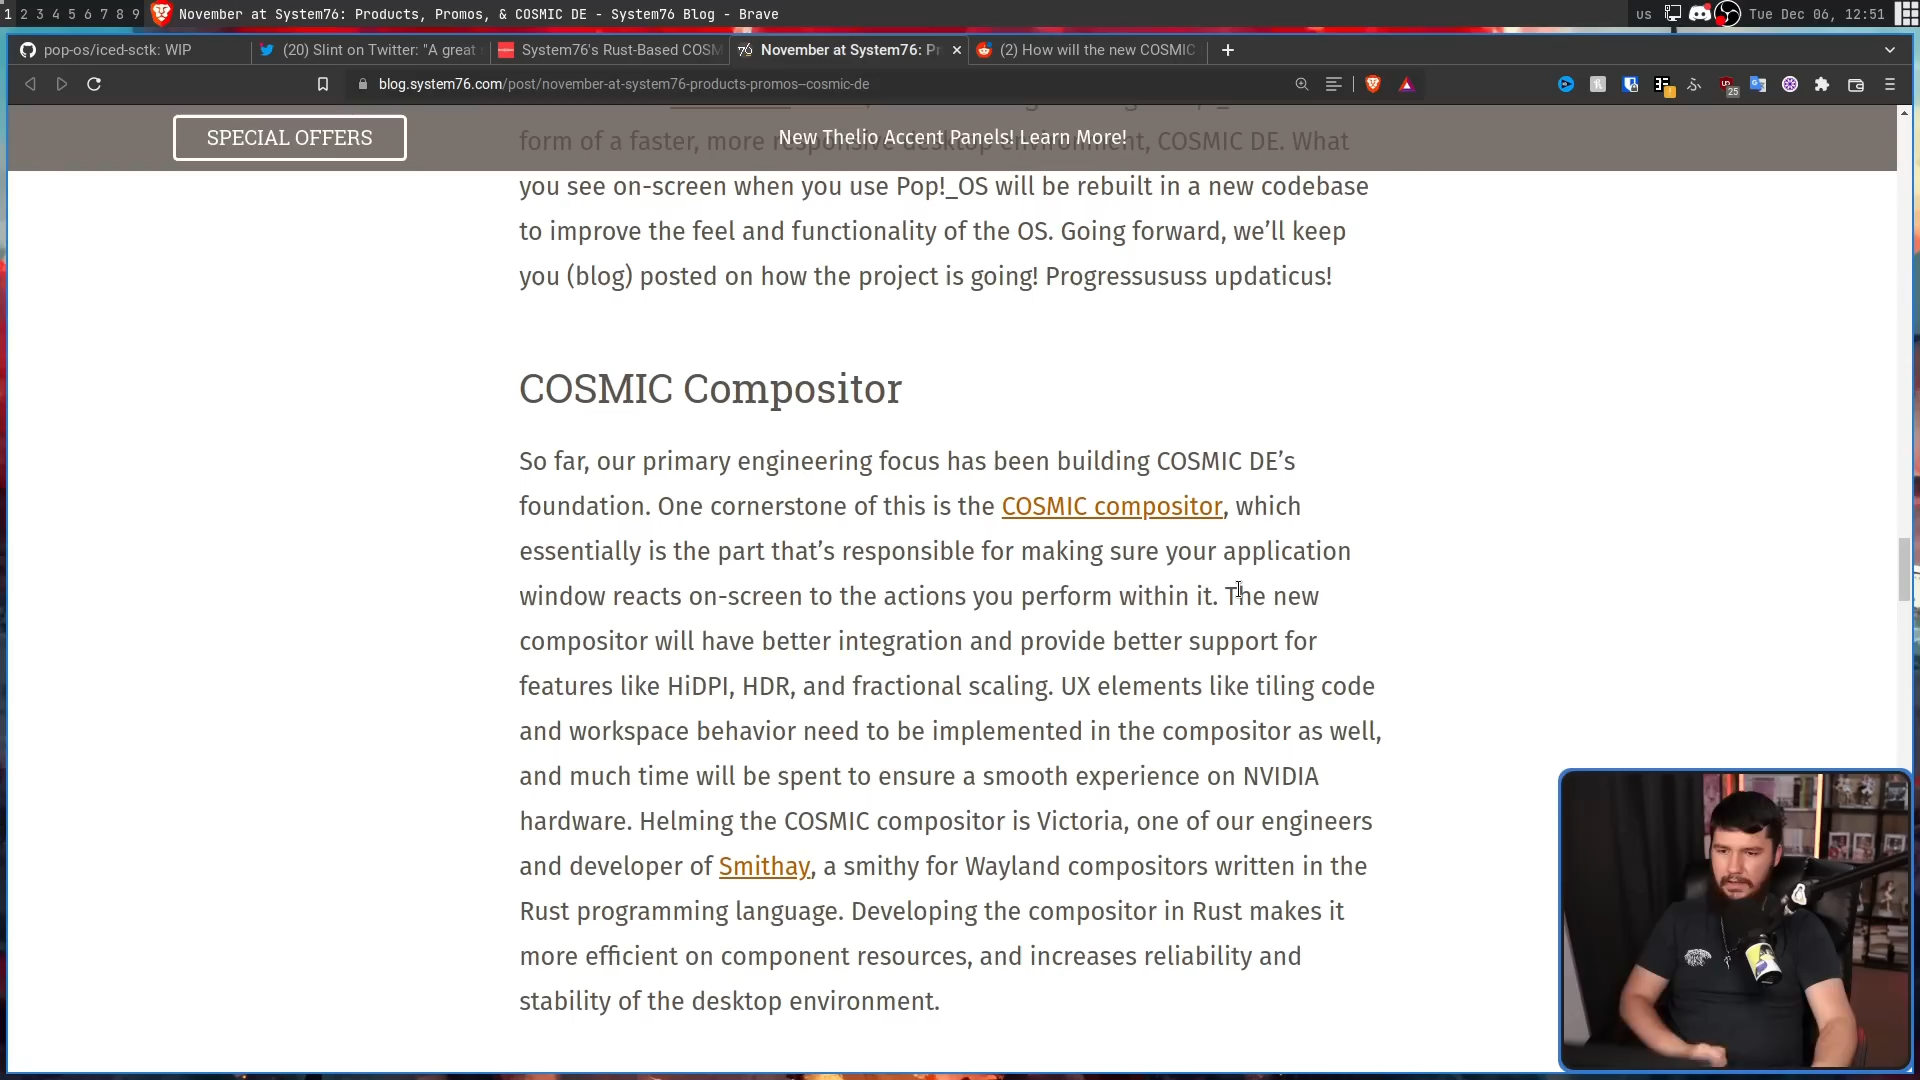 1 2 3 4 5 6 7 8 9 November at System76: Products, Promos, & COSMIC DE - System76 Blog - Brave us Tue Dec 06, 12:51
pop-os/iced-sctk: WIP (20) Slint on Twitter: "A great System76's Rust-Based COSM November at System76: Pr (2) How will the new COSMIC
blog.system76.com/post/november-at-system76-products-promos--cosmic-de 25
SPECIAL OFFERS New Thelio Accent Panels! Learn More!
form of a faster, more responsive desktop environment, COSMIC DE. What
you see on-screen when you use Pop!_OS will be rebuilt in a new codebase
to improve the feel and functionality of the OS. Going forward, we’ll keep
you (blog) posted on how the project is going! Progressususs updaticus!
COSMIC Compositor
So far, our primary engineering focus has been building COSMIC DE’s
foundation. One cornerstone of this is the COSMIC compositor, which
essentially is the part that’s responsible for making sure your application
window reacts on-screen to the actions you perform within it. The new
compositor will have better integration and provide better support for
features like HiDPI, HDR, and fractional scaling. UX elements like tiling code
and workspace behavior need to be implemented in the compositor as well,
and much time will be spent to ensure a smooth experience on NVIDIA
hardware. Helming the COSMIC compositor is Victoria, one of our engineers
and developer of Smithay, a smithy for Wayland compositors written in the
Rust programming language. Developing the compositor in Rust makes it
more efficient on component resources, and increases reliability and
stability of the desktop environment.